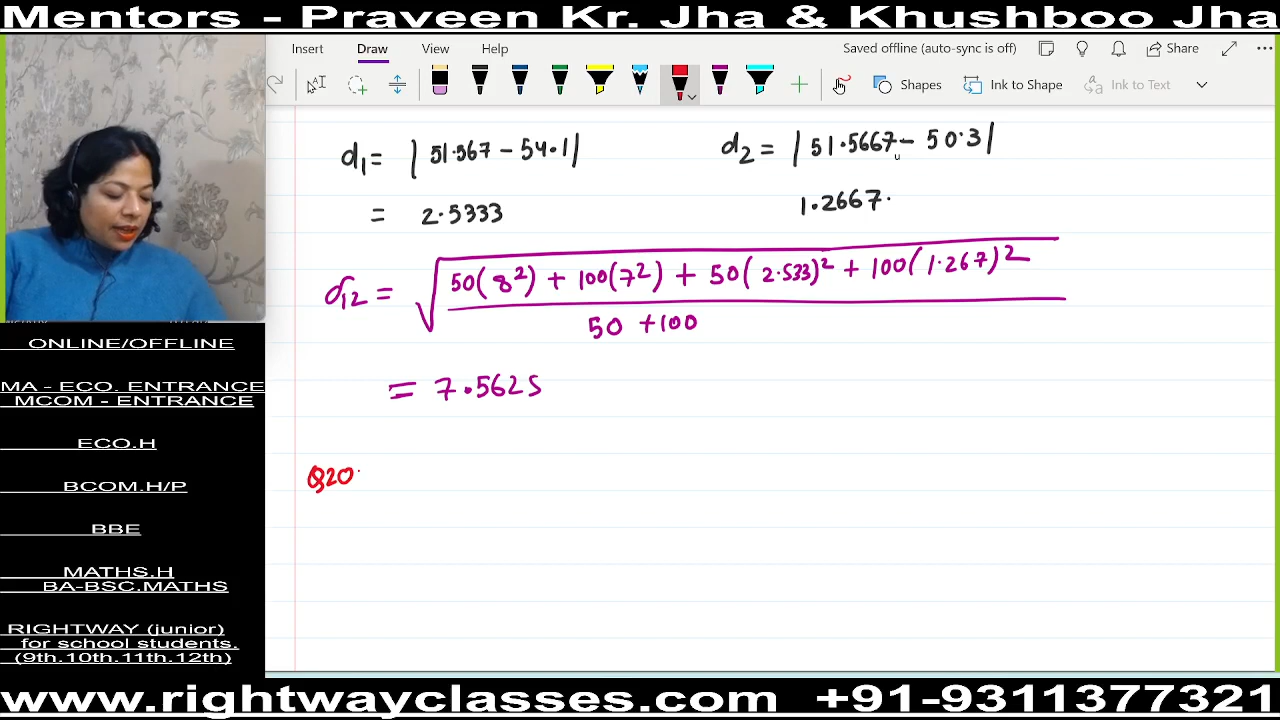 Mentors - Praveen Kr. Jha & Khushboo Jha
Insert Draw View Help Saved offline (auto-sync is off) Share
Shapes Ink to Shape Ink to Text
d₁ = | 51.567 − 54.1 |
= 2.5333
d₂ = | 51.5667 − 50.3 |
1.2667.
σ₁₂ = √ 50(8²) + 100(7²) + 50(2.533)² + 100(1.267)²
50 + 100
= 7.5625
Q20.
ONLINE/OFFLINE
MA - ECO. ENTRANCE
MCOM - ENTRANCE
ECO.H
BCOM.H/P
BBE
MATHS.H
BA-BSC.MATHS
RIGHTWAY (junior)
for school students.
(9th.10th.11th.12th)
www.rightwayclasses.com +91-9311377321